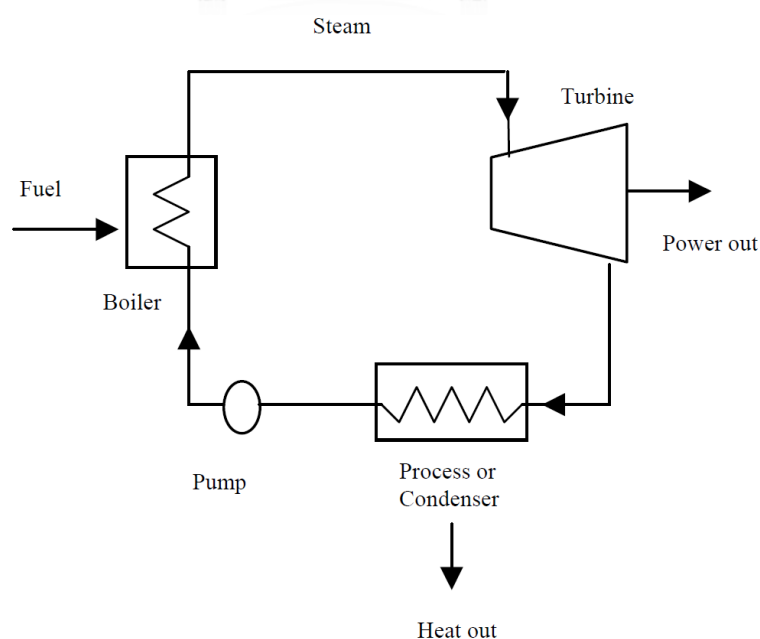 Steam
Turbine
Fuel
Power out
Boiler
Pump
Process or
Condenser
Heat out